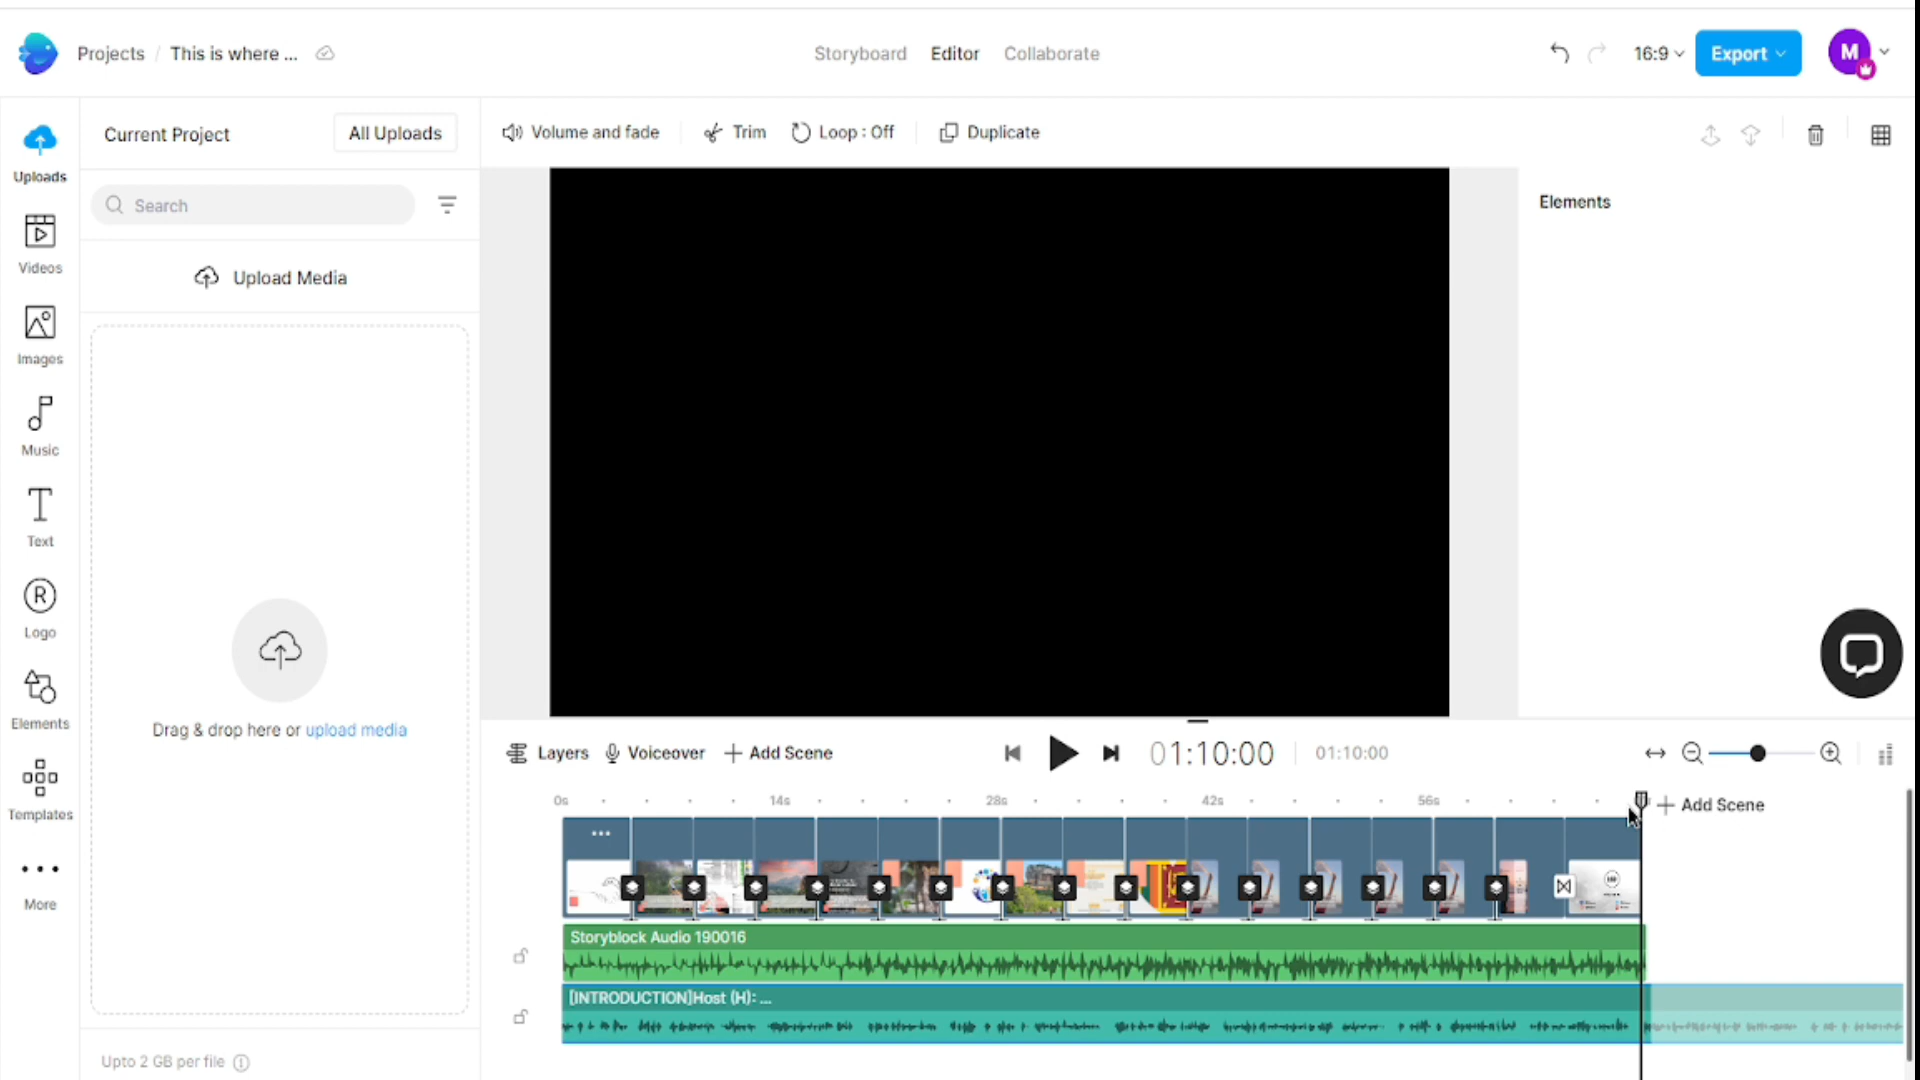 Projects / This is where ...
Storyboard Editor Collaborate
16:9 Export M
Uploads
Videos
Images
Music
Text
Logo
Elements
Templates
More
Current Project All Uploads
Search
Upload Media
Drag & drop here or upload media
Upto 2 GB per file
Volume and fade Trim Loop : Off Duplicate
Elements
Layers Voiceover + Add Scene 01:10:00 01:10:00
0s 14s 28s 42s 56s + Add Scene
Storyblock Audio 190016
[INTRODUCTION]Host (H): ...